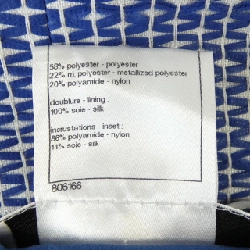 58% polyester - polyester
22% m. polyester - metallized polyester
20% polyamide - nylon
doublure - lining :
100% soie - silk
incrustations - inset :
polyamide - nylon
11% soie - silk
806166